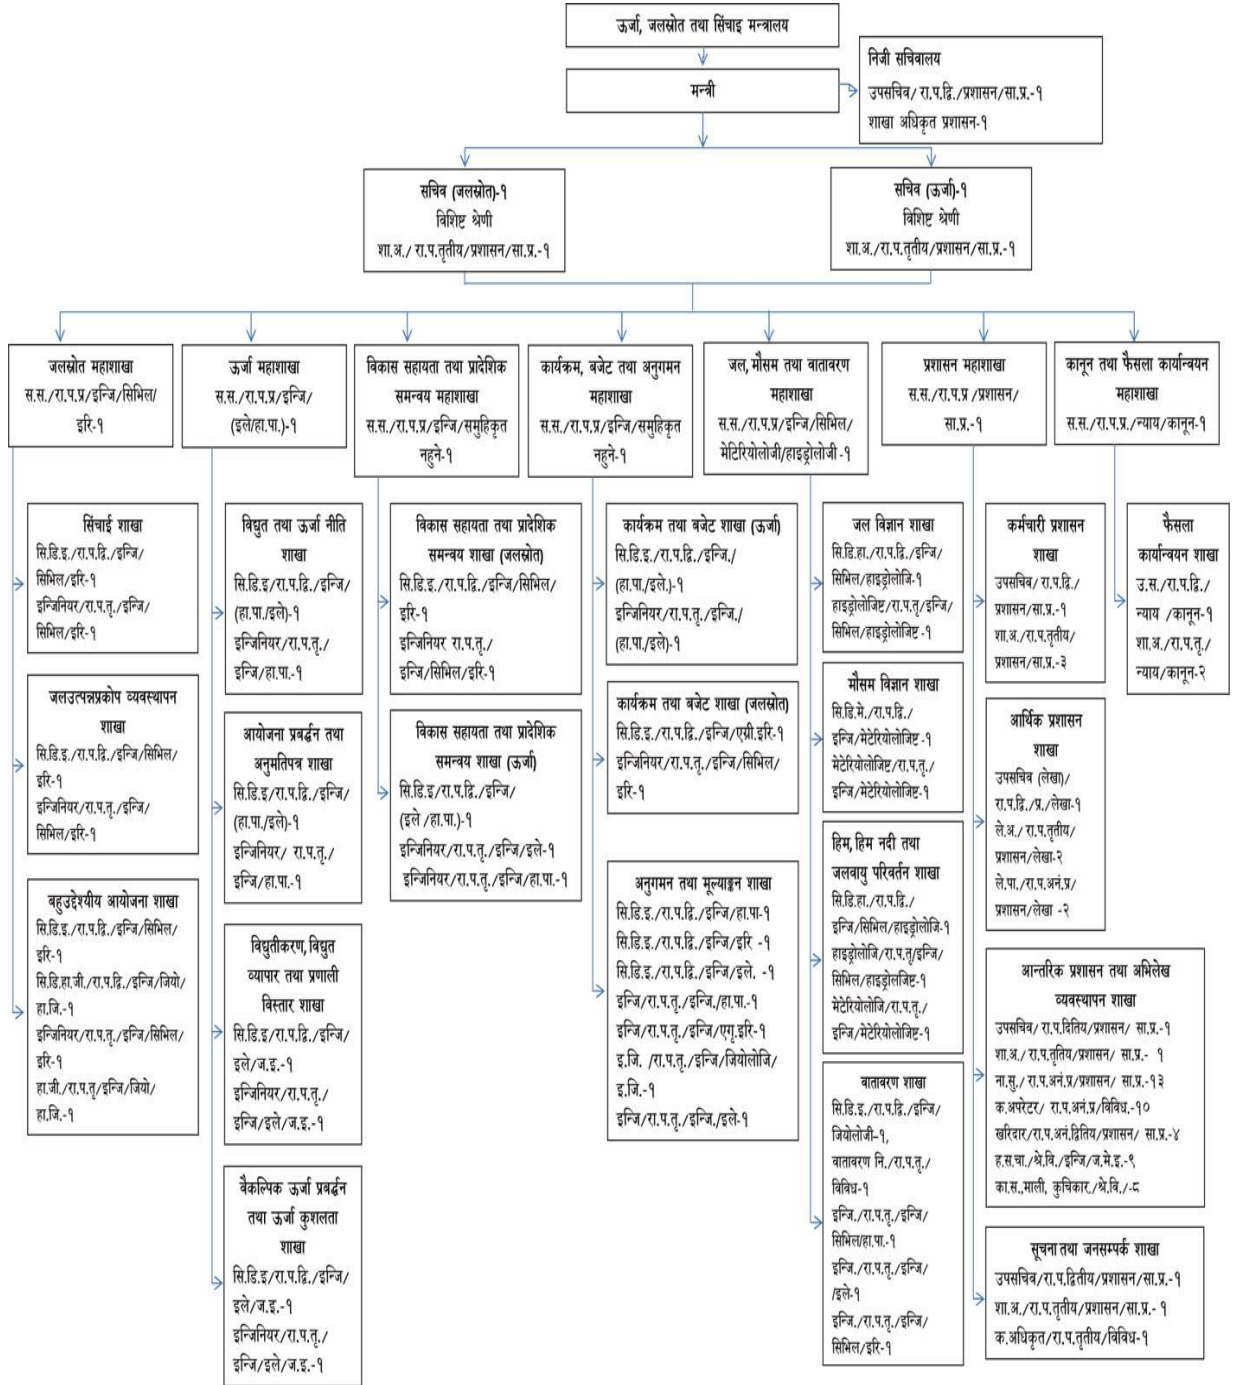 ऊर्जा, जलस्रोत तथा सिंचाइ मन्त्रालय
मन्त्री
निजी सचिवालय
उपसचिव/ रा.प.द्वि./प्रशासन/सा.प्र.-१
शाखा अधिकृत प्रशासन-१
सचिव (जलस्रोत)-१
विशिष्ट श्रेणी
शा.अ./ रा.प.तृतीय/प्रशासन/सा.प्र.-१
सचिव (ऊर्जा)-१
विशिष्ट श्रेणी
शा.अ./रा.प.तृतीय/प्रशासन/सा.प्र.-१
जलस्रोत महाशाखा
स.स./रा.प.प्र/इन्जि/सिभिल/
इरि-१
ऊर्जा महाशाखा
स.स./रा.प.प्र/इन्जि/
(इले/हा.पा.)-१
विकास सहायता तथा प्रादेशिक
समन्वय महाशाखा
स.स./रा.प.प्र/इन्जि/समुहिकृत
नहुने-१
कार्यक्रम, बजेट तथा अनुगमन
महाशाखा
स.स./रा.प.प्र/इन्जि/समुहिकृत
नहुने-१
जल, मौसम तथा वातावरण
महाशाखा
स.स./रा.प.प्र/इन्जि/सिभिल/
मेटिरियोलोजी/हाइड्रोलोजी -१
प्रशासन महाशाखा
स.स./रा.प.प्र /प्रशासन/
सा.प्र.-१
कानून तथा फैसला कार्यान्वयन
महाशाखा
स.स./रा.प.प्र./न्याय/कानून-१
सिंचाई शाखा
सि.डि.इ./रा.प.द्वि./इन्जि/
सिभिल/इरि-१
इन्जिनियर/रा.प.तृ./इन्जि/
सिभिल/इरि-१
जलउत्पन्नप्रकोप व्यवस्थापन
शाखा
सि.डि.इ./रा.प.द्वि./इन्जि/सिभिल/
इरि-१
इन्जिनियर/रा.प.तृ./इन्जि/
सिभिल/इरि-१
बहुउद्देश्यीय आयोजना शाखा
सि.डि.इ./रा.प.द्वि./इन्जि/सिभिल/
इरि-१
सि.डि.हा.जी./रा.प.द्वि./इन्जि/जियो/
हा.जि.-१
इन्जिनियर/रा.प.तृ./इन्जि/सिभिल/
इरि-१
हा.जी./रा.प.तृ/इन्जि/जियो/
हा.जि.-१
विद्युत तथा ऊर्जा नीति
शाखा
सि.डि.इ/रा.प.द्वि./इन्जि/
(हा.पा./इले)-१
इन्जिनियर/रा.प.तृ./
इन्जि/हा.पा.-१
आयोजना प्रबर्द्धन तथा
अनुमतिपत्र शाखा
सि.डि.इ/रा.प.द्वि./इन्जि/
(हा.पा./इले)-१
इन्जिनियर/ रा.प.तृ./
इन्जि/हा.पा.-१
विद्युतीकरण, विद्युत
व्यापार तथा प्रणाली
विस्तार शाखा
सि.डि.इ/रा.प.द्वि./इन्जि/
इले/ज.इ.-१
इन्जिनियर/रा.प.तृ./
इन्जि/इले/ज.इ.-१
वैकल्पिक ऊर्जा प्रबर्द्धन
तथा ऊर्जा कुशलता
शाखा
सि.डि.इ/रा.प.द्वि./इन्जि/
इले/ज.इ.-१
इन्जिनियर/रा.प.तृ./
इन्जि/इले/ज.इ.-१
विकास सहायता तथा प्रादेशिक
समन्वय शाखा (जलस्रोत)
सि.डि.इ./रा.प.द्वि./इन्जि/सिभिल/
इरि-१
इन्जिनियर रा.प.तृ./
इन्जि/सिभिल/इरि-१
विकास सहायता तथा प्रादेशिक
समन्वय शाखा (ऊर्जा)
सि.डि.इ/रा.प.द्वि./इन्जि/
(इले /हा.पा.)-१
इन्जिनियर/रा.प.तृ./इन्जि/इले-१
इन्जिनियर/रा.प.तृ./इन्जि/हा.पा.-१
कार्यक्रम तथा बजेट शाखा (ऊर्जा)
सि.डि.इ./रा.प.द्वि./इन्जि./
(हा.पा./इले.)-१
इन्जिनियर/रा.प.तृ./इन्जि./
(हा.पा./इले)-१
कार्यक्रम तथा बजेट शाखा (जलस्रोत)
सि.डि.इ./रा.प.द्वि./इन्जि/एग्री.इरि-१
इन्जिनियर/रा.प.तृ./इन्जि/सिभिल/
इरि-१
अनुगमन तथा मूल्याङ्कन शाखा
सि.डि.इ./रा.प.द्वि./इन्जि/हा.पा-१
सि.डि.इ./रा.प.द्वि./इन्जि/इरि -१
सि.डि.इ./रा.प.द्वि./इन्जि/इले. -१
इन्जि/रा.प.तृ./इन्जि./हा.पा.-१
इन्जि/रा.प.तृ./इन्जि/एगृ.इरि-१
इ.जि. /रा.प.तृ./इन्जि/जियोलोजि/
इ.जि.-१
इन्जि/रा.प.तृ./इन्जि./इले-१
जल विज्ञान शाखा
सि.डि.हा./रा.प.द्वि./इन्जि/
सिभिल/हाइड्रोलोजि-१
हाइड्रोलोजिष्ट/रा.प.तृ/इन्जि/
सिभिल/हाइड्रोलोजिष्ट -१
मौसम विज्ञान शाखा
सि.डि.मे./रा.प.द्वि./
इन्जि/मेटेरियोलोजिष्ट -१
मेटेरियोलोजिष्ट/रा.प.तृ./
इन्जि/मेटेरियोलोजिष्ट-१
हिम, हिम नदी तथा
जलवायु परिवर्तन शाखा
सि.डि.हा/रा.प.द्वि./
इन्जि/सिभिल/हाइड्रोलोजि-१
हाइड्रोलोजि/रा.प.तृ/इन्जि/
सिभिल/हाइड्रोलजिष्ट-१
मेटेरियोलोजि/रा.प.तृ./
इन्जि/मेटेरियोलोजिष्ट-१
वातावरण शाखा
सि.डि.इ./रा.प.द्वि./इन्जि/
जियोलोजी–१,
वातावरण नि./रा.प.तृ./
विविध-१
इन्जि./रा.प.तृ./इन्जि/
सिभिल/हा.पा.-१
इन्जि./रा.प.तृ./इन्जि/
/इले-१
इन्जि./रा.प.तृ./इन्जि/
सिभिल/इरि-१
कर्मचारी प्रशासन
शाखा
उपसचिव/ रा.प.द्वि./
प्रशासन/सा.प्र.-१
शा.अ./रा.प.तृतीय/
प्रशासन/सा.प्र.-३
आर्थिक प्रशासन
शाखा
उपसचिव (लेखा)/
रा.प.द्वि./प्र./लेखा-१
ले.अ./ रा.प.तृतीय/
प्रशासन/लेखा-२
ले.पा./रा.प.अनं.प्र/
प्रशासन/लेखा -२
आन्तरिक प्रशासन तथा अभिलेख
व्यवस्थापन शाखा
उपसचिव/ रा.प.दितिय/प्रशासन/ सा.प्र.-१
शा.अ./ रा.प.तृतिय/प्रशासन/ सा.प्र.- १
ना.सु./ रा.प.अनं.प्र/प्रशासन/ सा.प्र.-१३
क.अपरेटर/ रा.प.अनं.प्र/विविध-१०
खरिदार/रा.प.अनं.द्वितिय/प्रशासन/ सा.प्र.-४
ह.स.चा./श्रे.वि./इन्जि/ज.मे.इ.-९
का.स.,माली, कुचिकार./श्रे.वि./-८
सूचना तथा जनसम्पर्क शाखा
उपसचिव/रा.प.द्वितीय/प्रशासन/सा.प्र.-१
शा.अ./रा.प.तृतीय/प्रशासन/सा.प्र.- १
क.अधिकृत/रा.प.तृतीय/विविध-१
फैसला
कार्यान्वयन शाखा
उ.स./रा.प.द्वि./
न्याय /कानून-१
शा.अ./रा.प.तृ./
न्याय/कानून-२